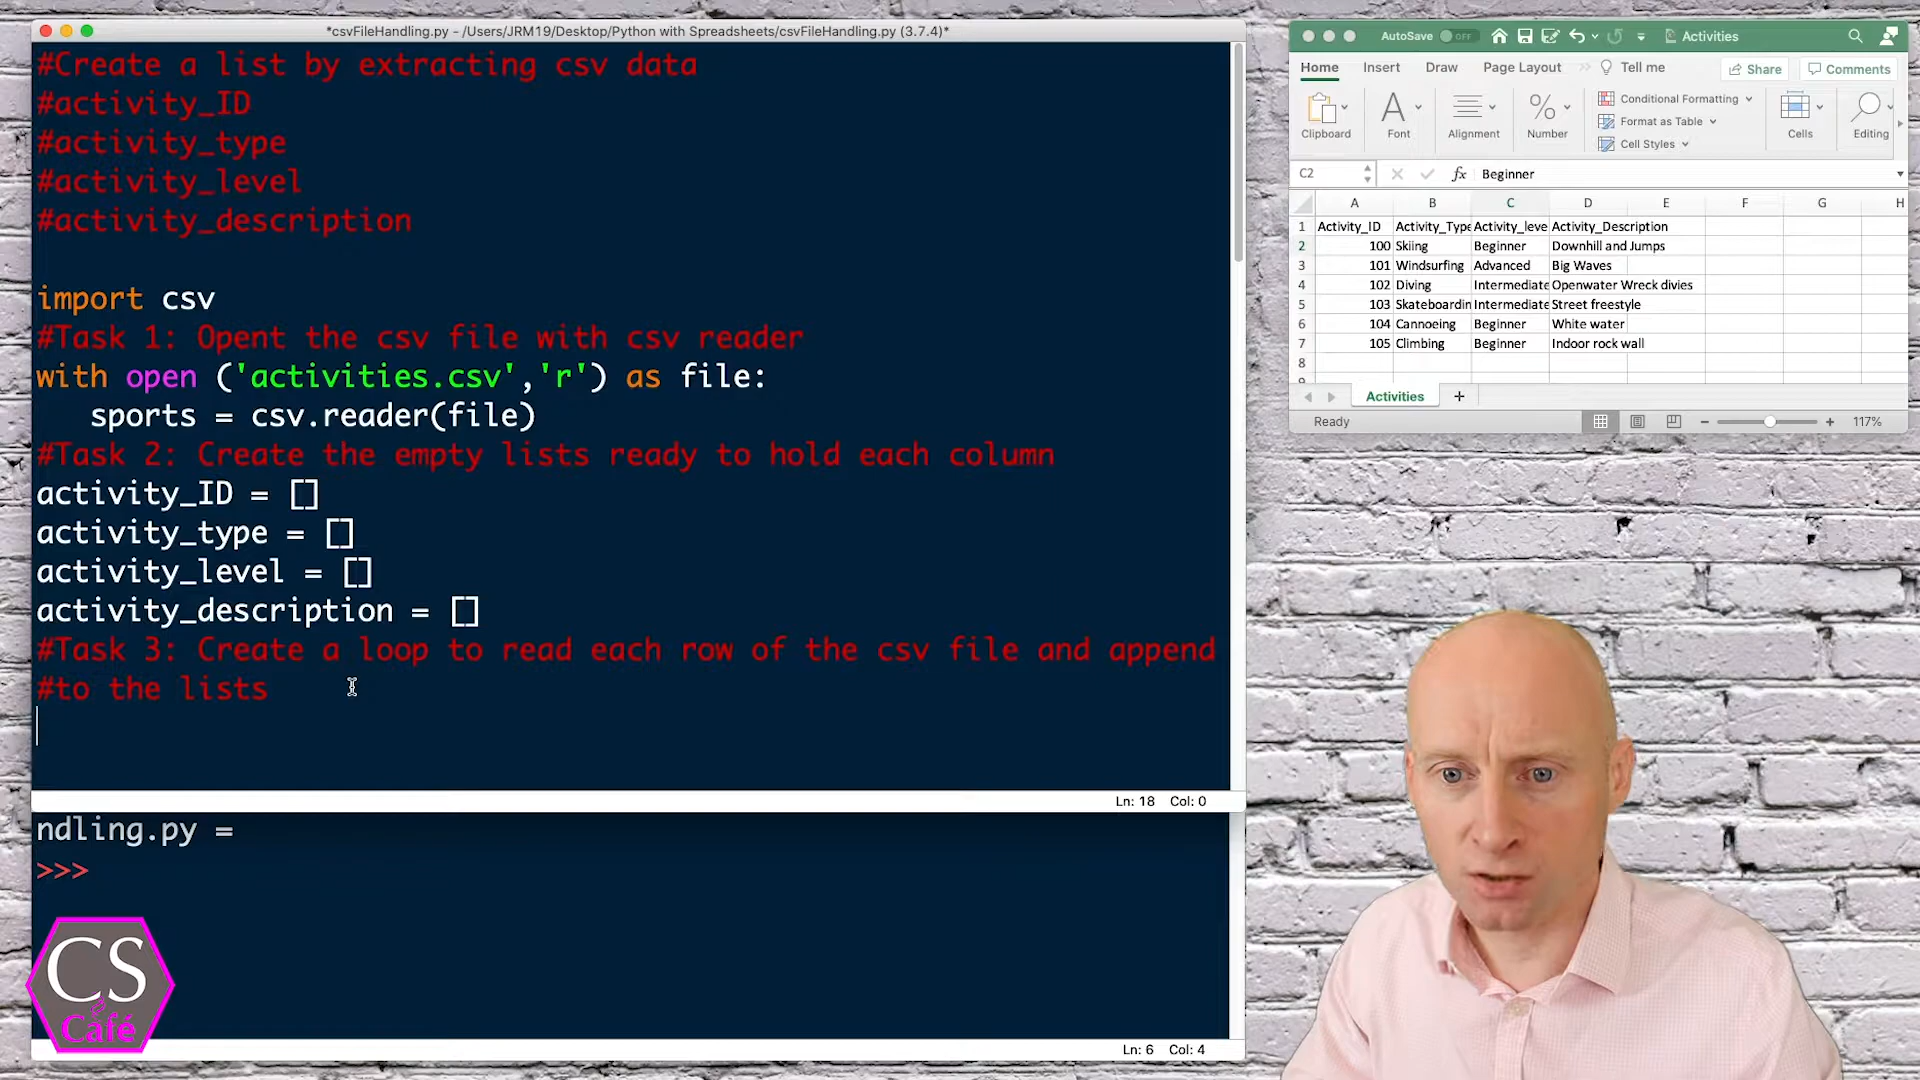 *csvFileHandling.py - /Users/JRM19/Desktop/Python with Spreadsheets/csvFileHandling.py (3.7.4)*
#Create a list by extracting csv data
#activity_ID
#activity_type
#activity_level
#activity_description
import csv
#Task 1: Opent the csv file with csv reader
with open ('activities.csv','r') as file:
sports = csv.reader(file)
#Task 2: Create the empty lists ready to hold each column
activity_ID = []
activity_type = []
activity_level = []
activity_description = []
#Task 3: Create a loop to read each row of the csv file and append
#to the lists
Ln: 18 Col: 0
ndling.py =
>>>
Ln: 6 Col: 4
CS
Café
AutoSave OFF Activities
Home Insert Draw Page Layout Tell me Share Comments
Clipboard Font Alignment Number Conditional Formatting Format as Table Cell Styles Cells Editing
C2 fx Beginner
A B C D E F G H
1 Activity_ID Activity_Type Activity_leve Activity_Description
2 100 Skiing Beginner Downhill and Jumps
3 101 Windsurfing Advanced Big Waves
4 102 Diving Intermediate Openwater Wreck divies
5 103 Skateboardin Intermediate Street freestyle
6 104 Cannoeing Beginner White water
7 105 Climbing Beginner Indoor rock wall
8
9
Activities +
Ready - + 117%